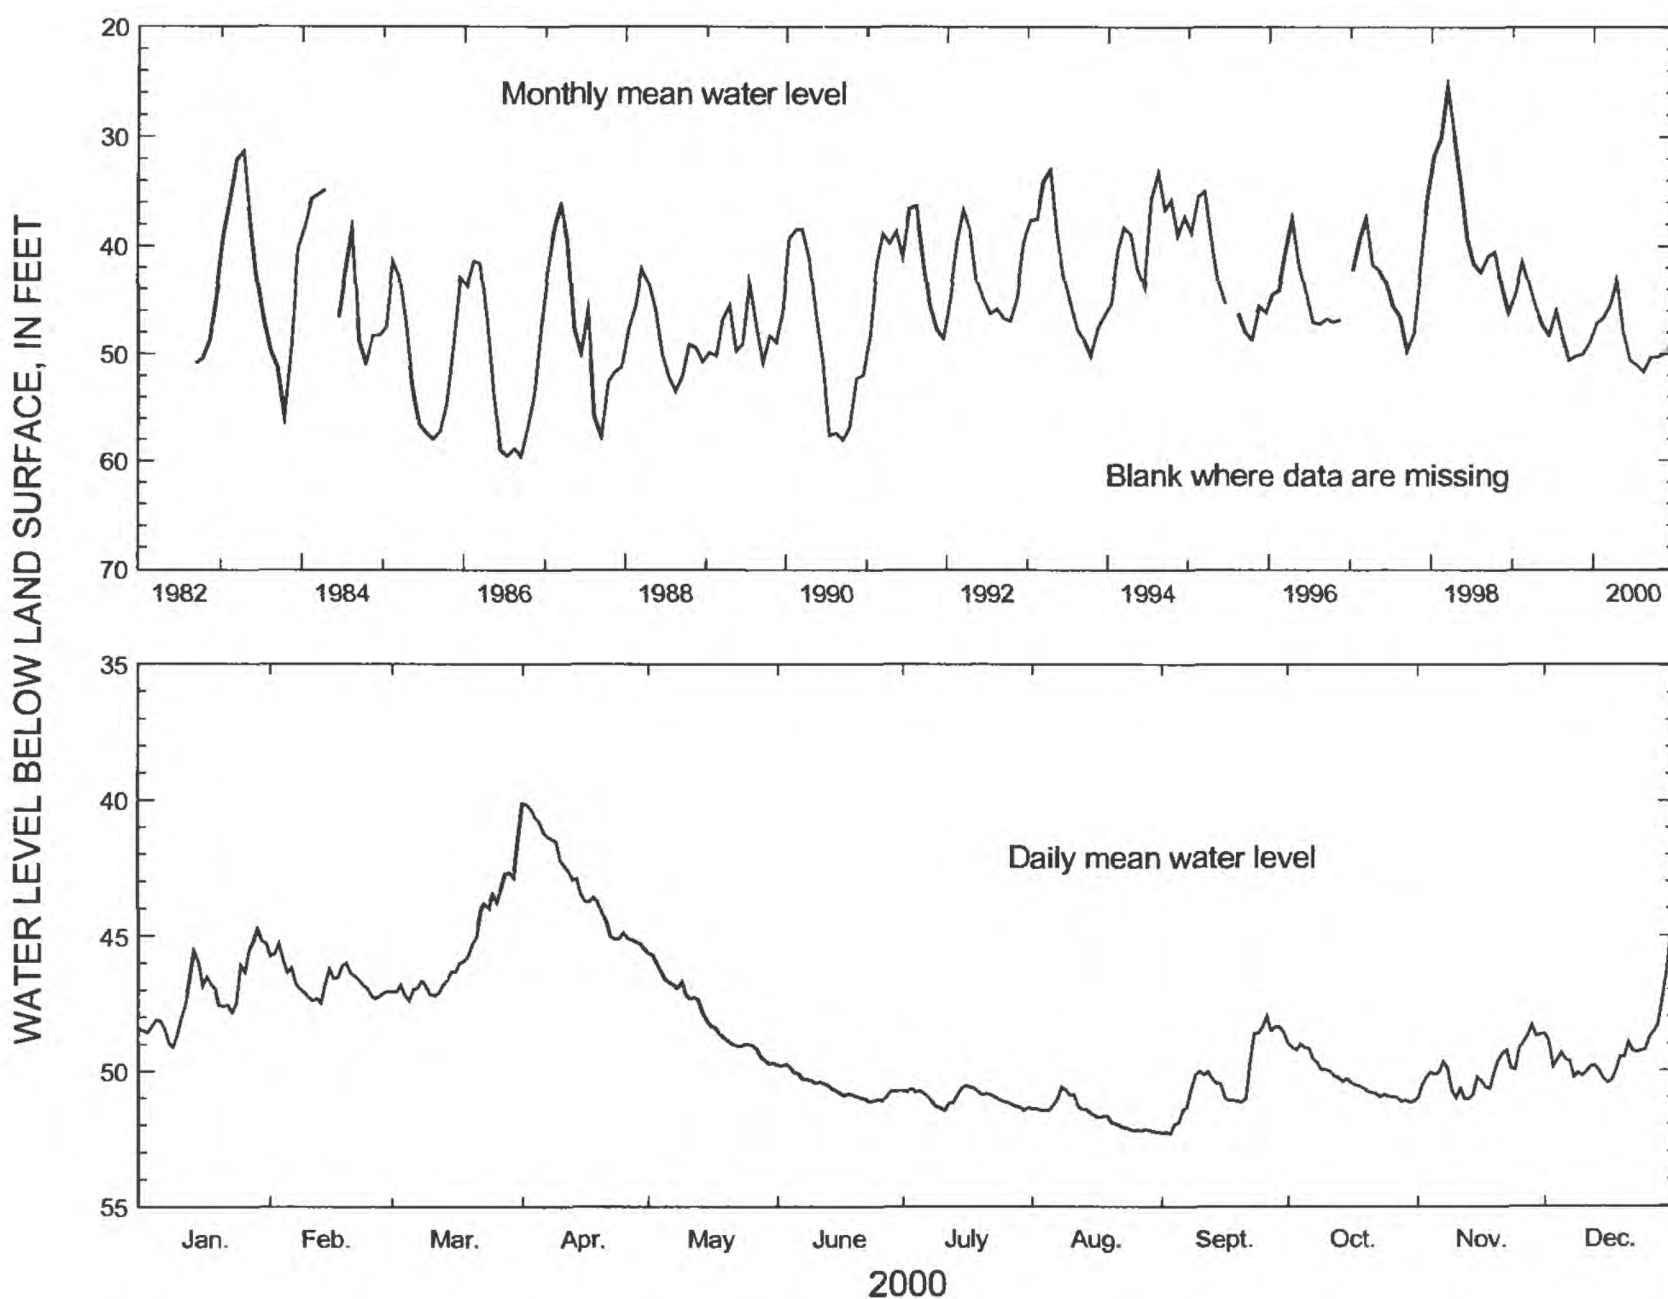 WATER LEVEL BELOW LAND SURFACE, IN FEET
20
30
40
50
60
70
Monthly mean water level
Blank where data are missing
1982 1984 1986 1988 1990 1992 1994 1996 1998 2000
35
40
45
50
55
Daily mean water level
Jan. Feb. Mar. Apr. May June July Aug. Sept. Oct. Nov. Dec.
2000